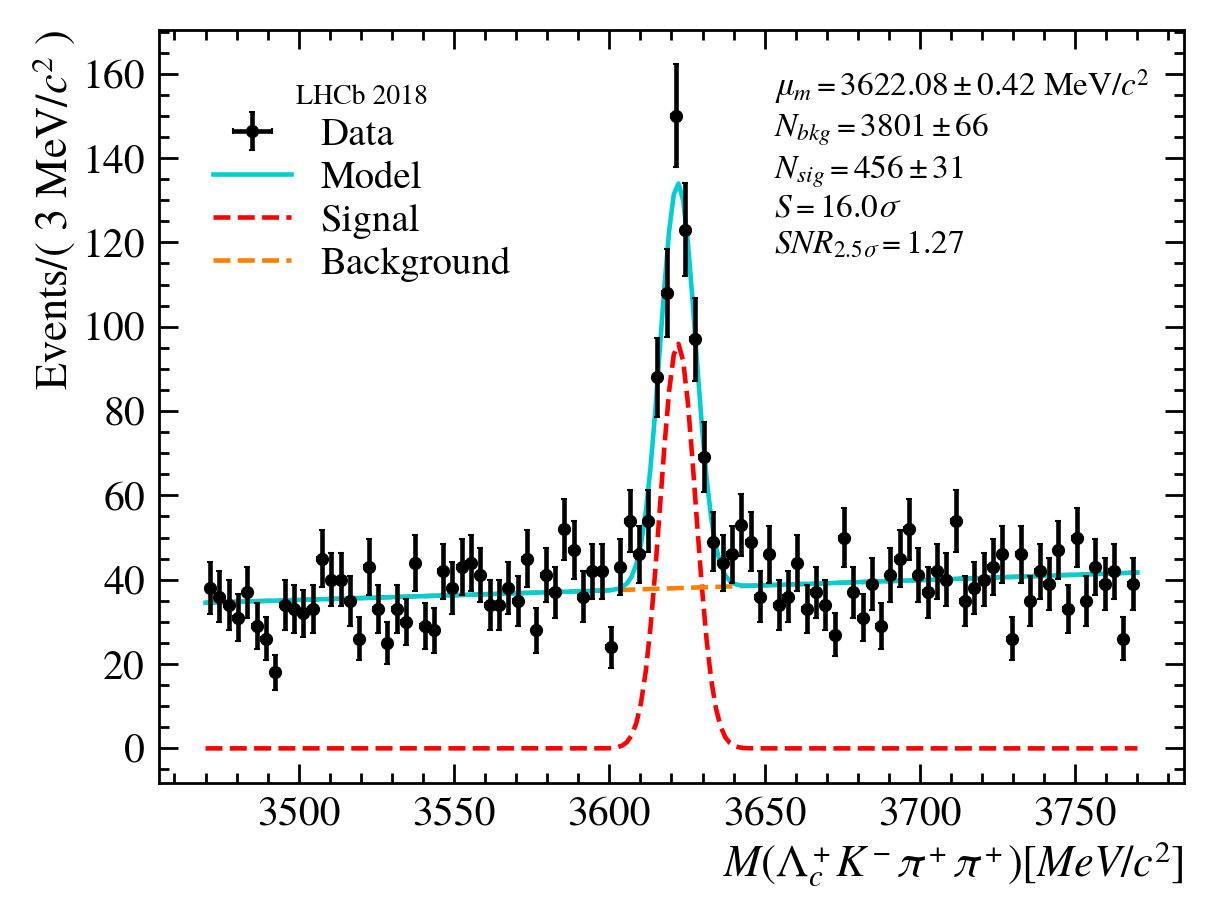 Events/( 3 MeV/c² )
160
140
120
100
80
60
40
20
0
LHCb 2018
Data
Model
Signal
Background
μ_m = 3622.08 ± 0.42 MeV/c²
N_bkg = 3801 ± 66
N_sig = 456 ± 31
S = 16.0σ
SNR_2.5σ = 1.27
3500 3550 3600 3650 3700 3750
M(Λ_c^+ K^- π^+ π^+)[MeV/c²]